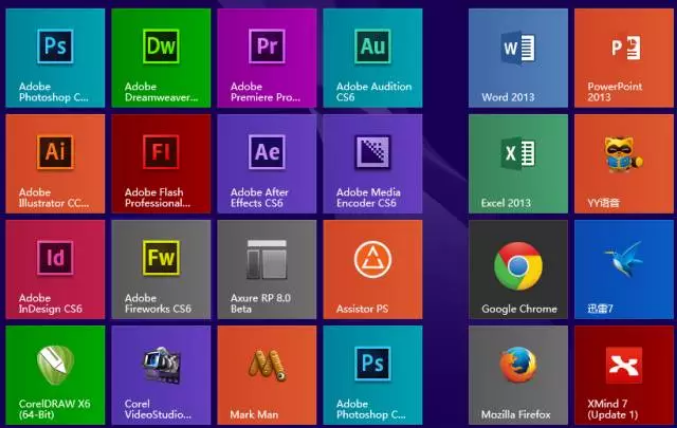 Ps
Adobe
Photoshop C...
Dw
Adobe
Dreamweaver...
Pr
Adobe
Premiere Pro...
Au
Adobe Audition
CS6
W
Word 2013
P
PowerPoint
2013
Ai
Adobe
Illustrator CC...
Fl
Adobe Flash
Professional...
Ae
Adobe After
Effects CS6
Adobe Media
Encoder CS6
X
Excel 2013
YY语音
Id
Adobe
InDesign CS6
Fw
Adobe
Fireworks CS6
Axure RP 8.0
Beta
Assistor PS
Google Chrome
迅雷7
CorelDRAW X6
(64-Bit)
Corel
VideoStudio...
Mark Man
Ps
Adobe
Photoshop C...
Mozilla Firefox
XMind 7
(Update 1)